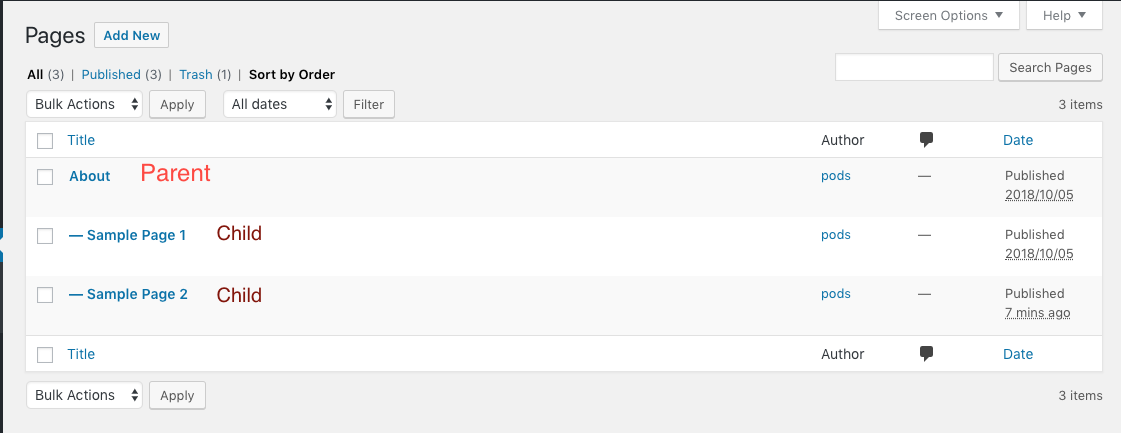 Screen Options ▼ Help ▼
Pages Add New
All (3) | Published (3) | Trash (1) | Sort by Order
Search Pages
Bulk Actions Apply All dates Filter 3 items
Title Author Date
About Parent pods — Published
2018/10/05
— Sample Page 1 Child pods — Published
2018/10/05
— Sample Page 2 Child pods — Published
7 mins ago
Title Author Date
Bulk Actions Apply 3 items